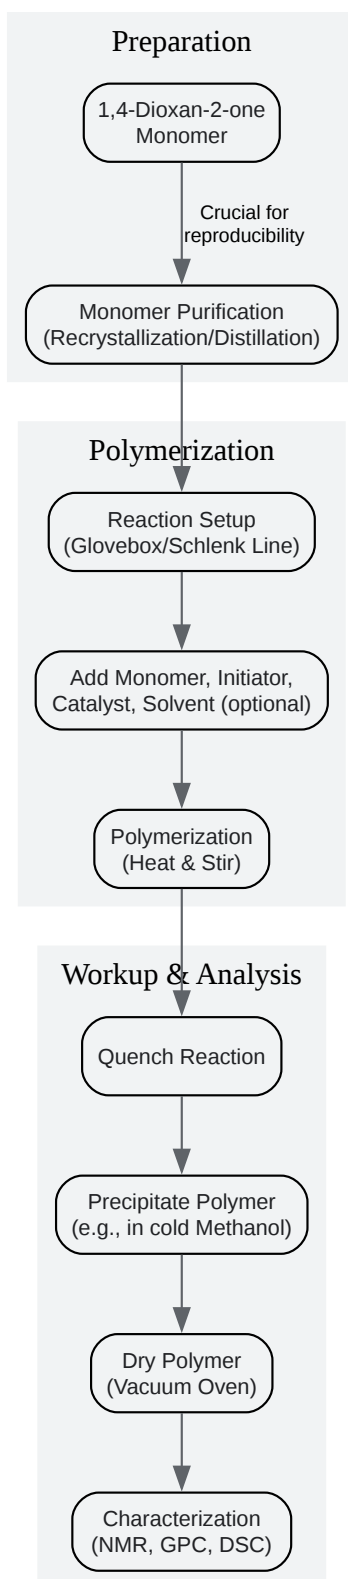 Preparation
1,4-Dioxan-2-one
Monomer
Crucial for
reproducibility
Monomer Purification
(Recrystallization/Distillation)
Polymerization
Reaction Setup
(Glovebox/Schlenk Line)
Add Monomer, Initiator,
Catalyst, Solvent (optional)
Polymerization
(Heat & Stir)
Workup & Analysis
Quench Reaction
Precipitate Polymer
(e.g., in cold Methanol)
Dry Polymer
(Vacuum Oven)
Characterization
(NMR, GPC, DSC)